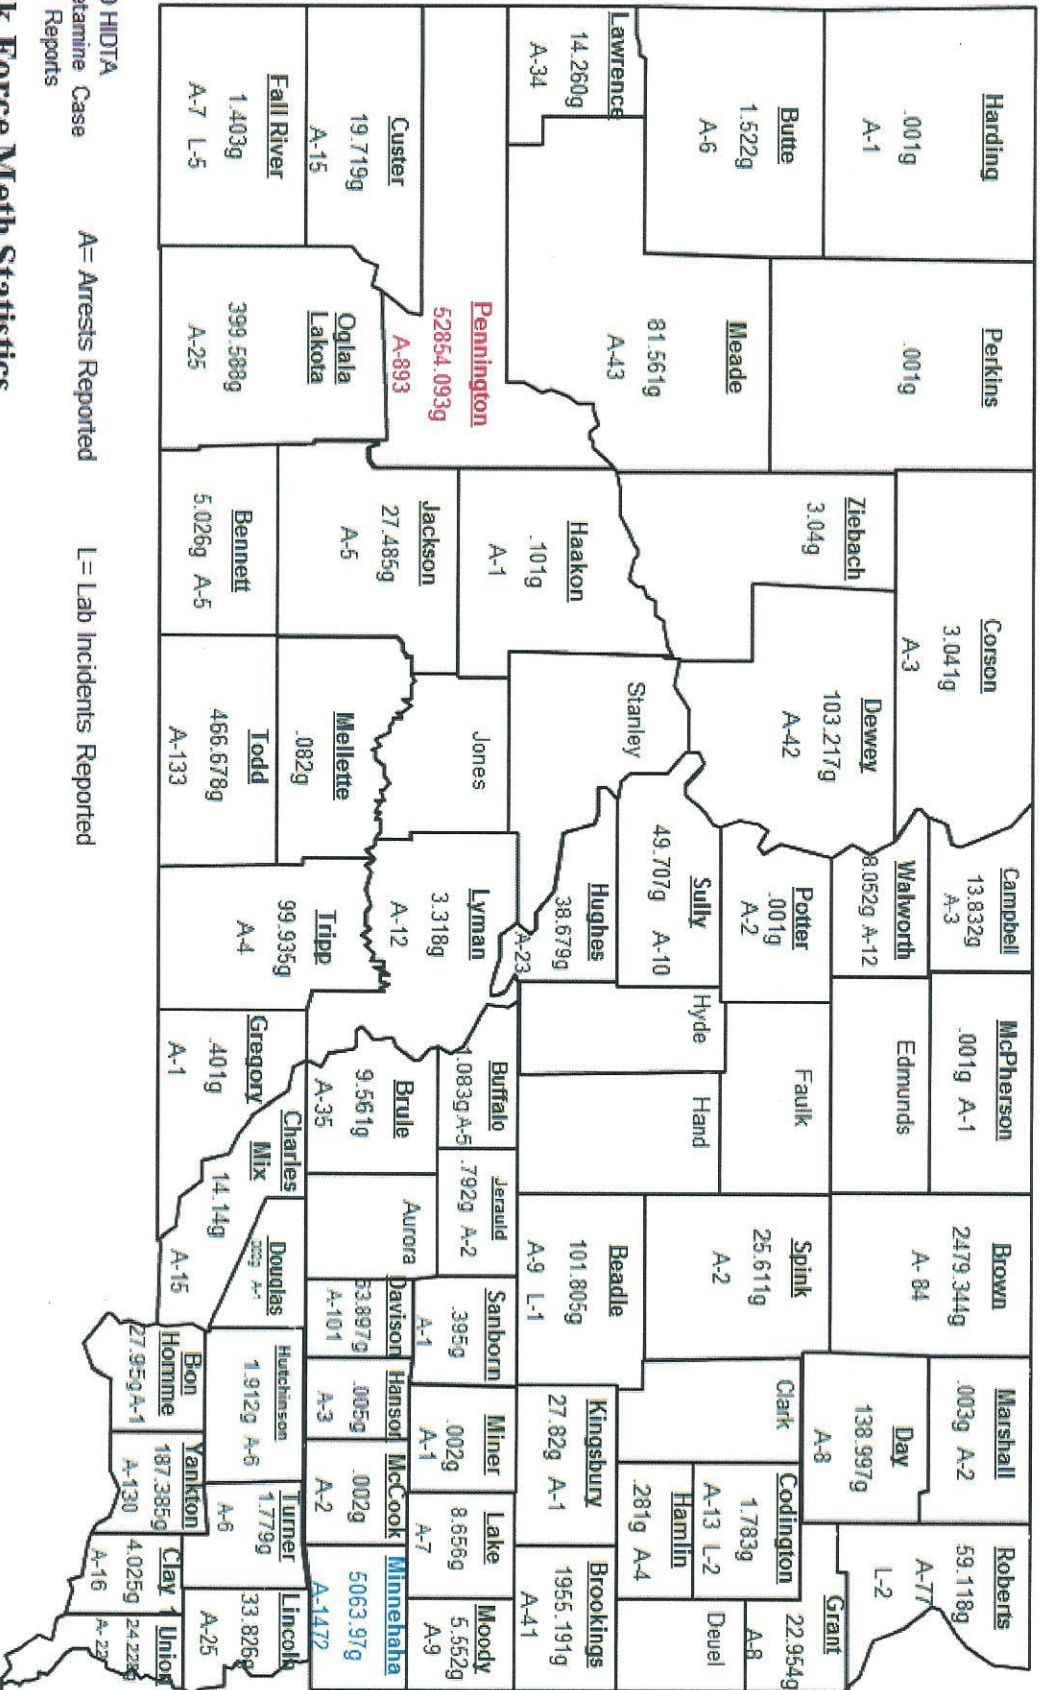 Harding
.001g
A-1
Perkins
.001g
Corson
3.041g
A-3
Campbell
13.832g
A-3
McPherson
.001g A-1
Brown
2479.344g
A- 84
Marshall
.003g A-2
Roberts
59.118g
A-77
L-2
Butte
1.522g
A-6
Meade
81.561g
A-43
Ziebach
3.04g
Dewey
103.217g
A-42
Walworth
8.052g A-12
Edmunds
Day
138.997g
A-8
Grant
22.954g
A-8
Potter
.001g
A-2
Faulk
Spink
25.611g
A-2
Clark
Codington
1.783g
A-13 L-2
Hamlin
.281g A-4
Deuel
Lawrence
14.260g
A-34
Stanley
Sully
49.707g A-10
Hughes
38.679g
A-23
Hyde
Hand
Beadle
101.805g
A-9 L-1
Kingsbury
27.82g A-1
Brookings
1955.191g
A-41
Pennington
52854.093g
A-893
Haakon
.101g
A-1
Jones
Lyman
3.318g
A-12
Buffalo
1.083g A-5
Jerauld
.792g A-2
Sanborn
.395g
A-1
Miner
.002g
A-1
Lake
8.656g
A-7
Moody
5.552g
A-9
Custer
19.719g
A-15
Jackson
27.485g
A-5
Mellette
.082g
Brule
9.561g
A-35
Aurora
Davison
53.897g
A-101
Hanson
.005g
A-3
McCook
.002g
A-2
Minnehaha
5063.97g
A-1472
Fall River
1.403g
A-7 L-5
Oglala
Lakota
399.588g
A-25
Bennett
5.026g A-5
Todd
466.678g
A-133
Tripp
99.935g
A-4
Gregory
.401g
A-1
Charles
Mix
14.14g
A-15
Douglas
A-1
Hutchinson
1.912g A-6
Turner
1.779g
A-6
Lincoln
33.826g
A-25
Bon
Homme
27.95g A-1
Yankton
187.385g
A-130
Clay
4.025g
A-16
Union
HIDTA
etamine Case
Reports
A= Arrests Reported
L= Lab Incidents Reported
k Force Meth Statistics